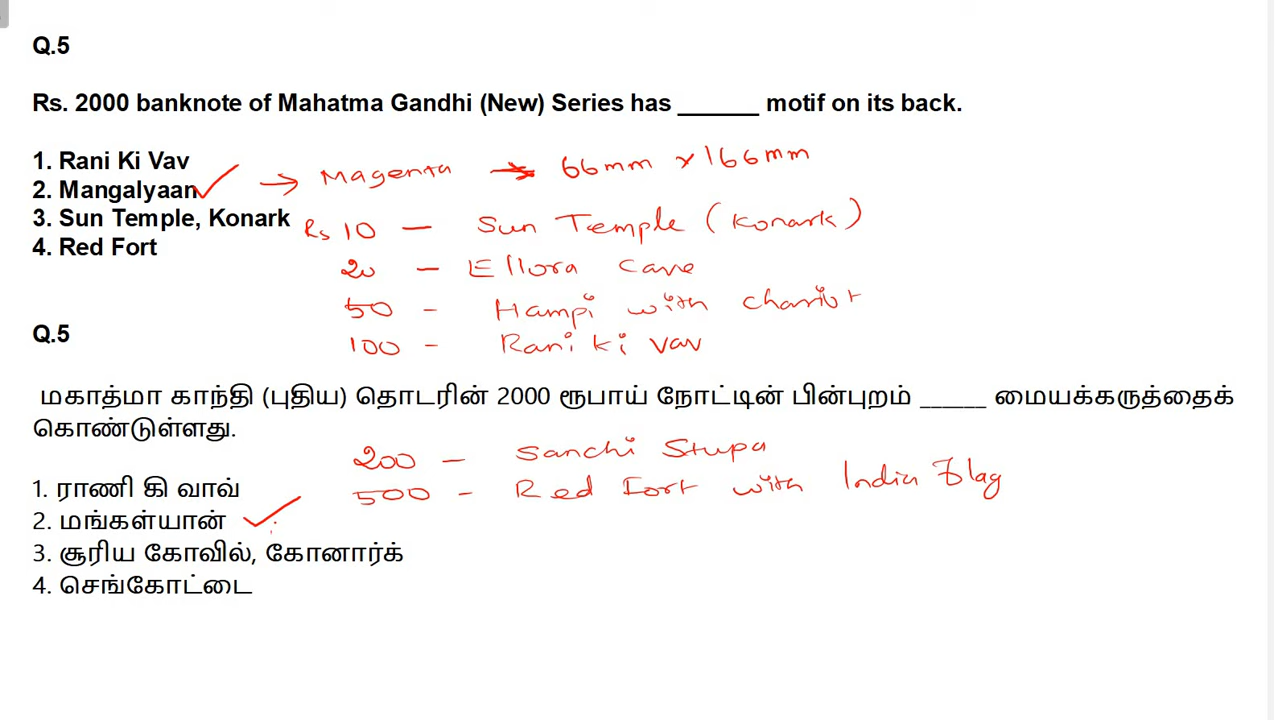 Q.5
Rs. 2000 banknote of Mahatma Gandhi (New) Series has ______ motif on its back.
1. Rani Ki Vav
2. Mangalyaan → Magenta → 66mm x 166mm
3. Sun Temple, Konark
Rs 10 — Sun Temple (Konark)
4. Red Fort
20 — Ellora Cave
50 - Hampi with chariot
Q.5
100 - Rani ki vav
மகாத்மா காந்தி (புதிய) தொடரின் 2000 ரூபாய் நோட்டின் பின்புறம் ______ மையக்கருத்தைக்
கொண்டுள்ளது.
200 — Sanchi Stupa
1. ராணி கி வாவ்
500 - Red Fort with India Flag
2. மங்கள்யான்
3. சூரிய கோவில், கோனார்க்
4. செங்கோட்டை